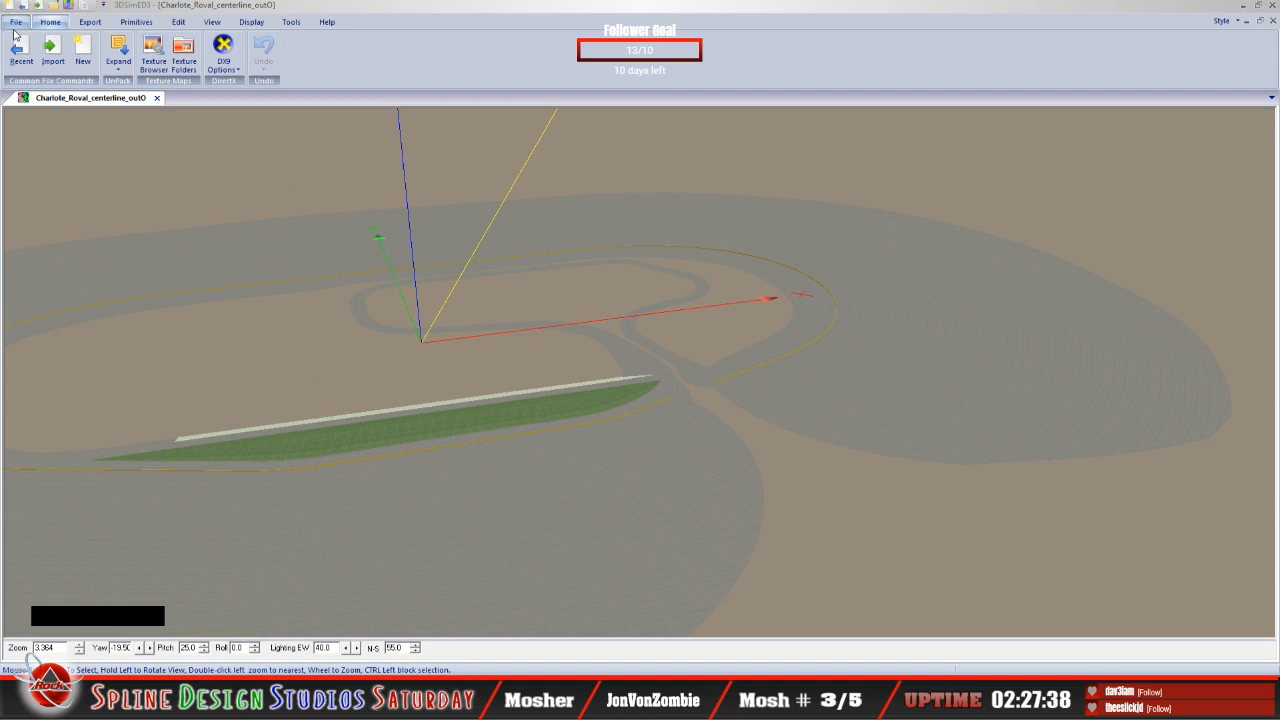 3DSimED3 - [Charlote_Roval_centerline_outO]
File Home Export Primitives Edit View Display Tools Help Style
Recent Import New Expand Texture Browser Texture Folders DX9 Options Undo
Common File Commands UnPack Texture Maps DirectX Undo
Follower Goal
13/10
10 days left
Charlote_Roval_centerline_outO
Zoom 3.364 Yaw -19.50 Pitch 25.0 Roll 0.0 Lighting EW 40.0 N-S 55.0
To Select, Hold Left to Rotate View, Double-click left zoom to nearest, Wheel to Zoom, CTRL Left block selection.
SPLINE DESIGN STUDIOS SATURDAY Mosher JonVonZombie Mosh # 3/5 UPTIME 02:27:38
dav3iam [Follow]
theeslickjd [Follow]